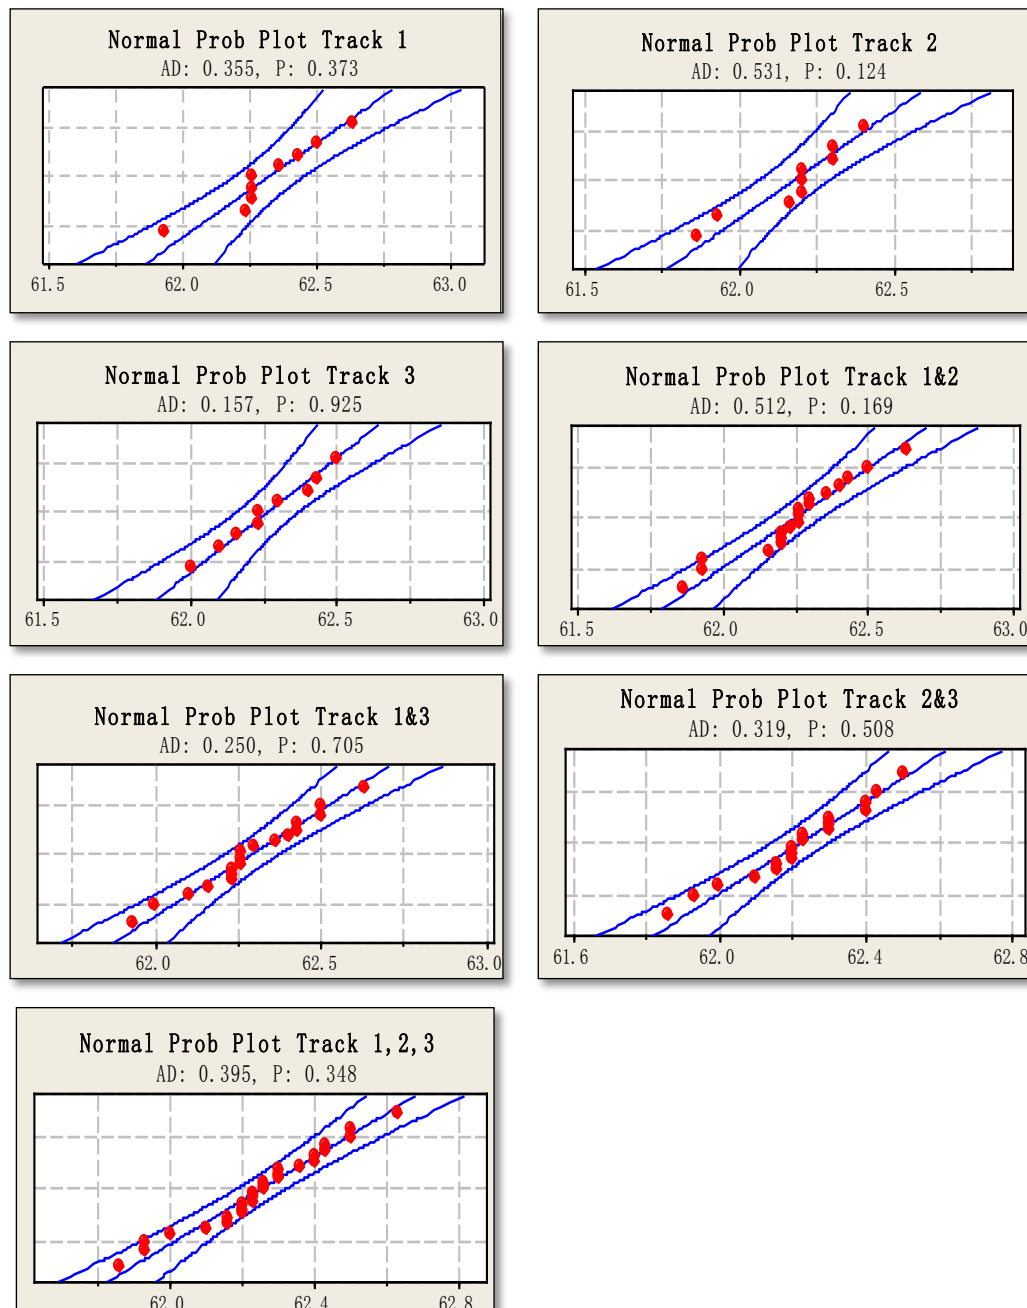 Normal Prob Plot Track 1
AD: 0.355, P: 0.373
61.5 62.0 62.5 63.0
Normal Prob Plot Track 2
AD: 0.531, P: 0.124
61.5 62.0 62.5
Normal Prob Plot Track 3
AD: 0.157, P: 0.925
61.5 62.0 62.5 63.0
Normal Prob Plot Track 1&2
AD: 0.512, P: 0.169
61.5 62.0 62.5 63.0
Normal Prob Plot Track 1&3
AD: 0.250, P: 0.705
62.0 62.5 63.0
Normal Prob Plot Track 2&3
AD: 0.319, P: 0.508
61.6 62.0 62.4 62.8
Normal Prob Plot Track 1,2,3
AD: 0.395, P: 0.348
62.0 62.4 62.8